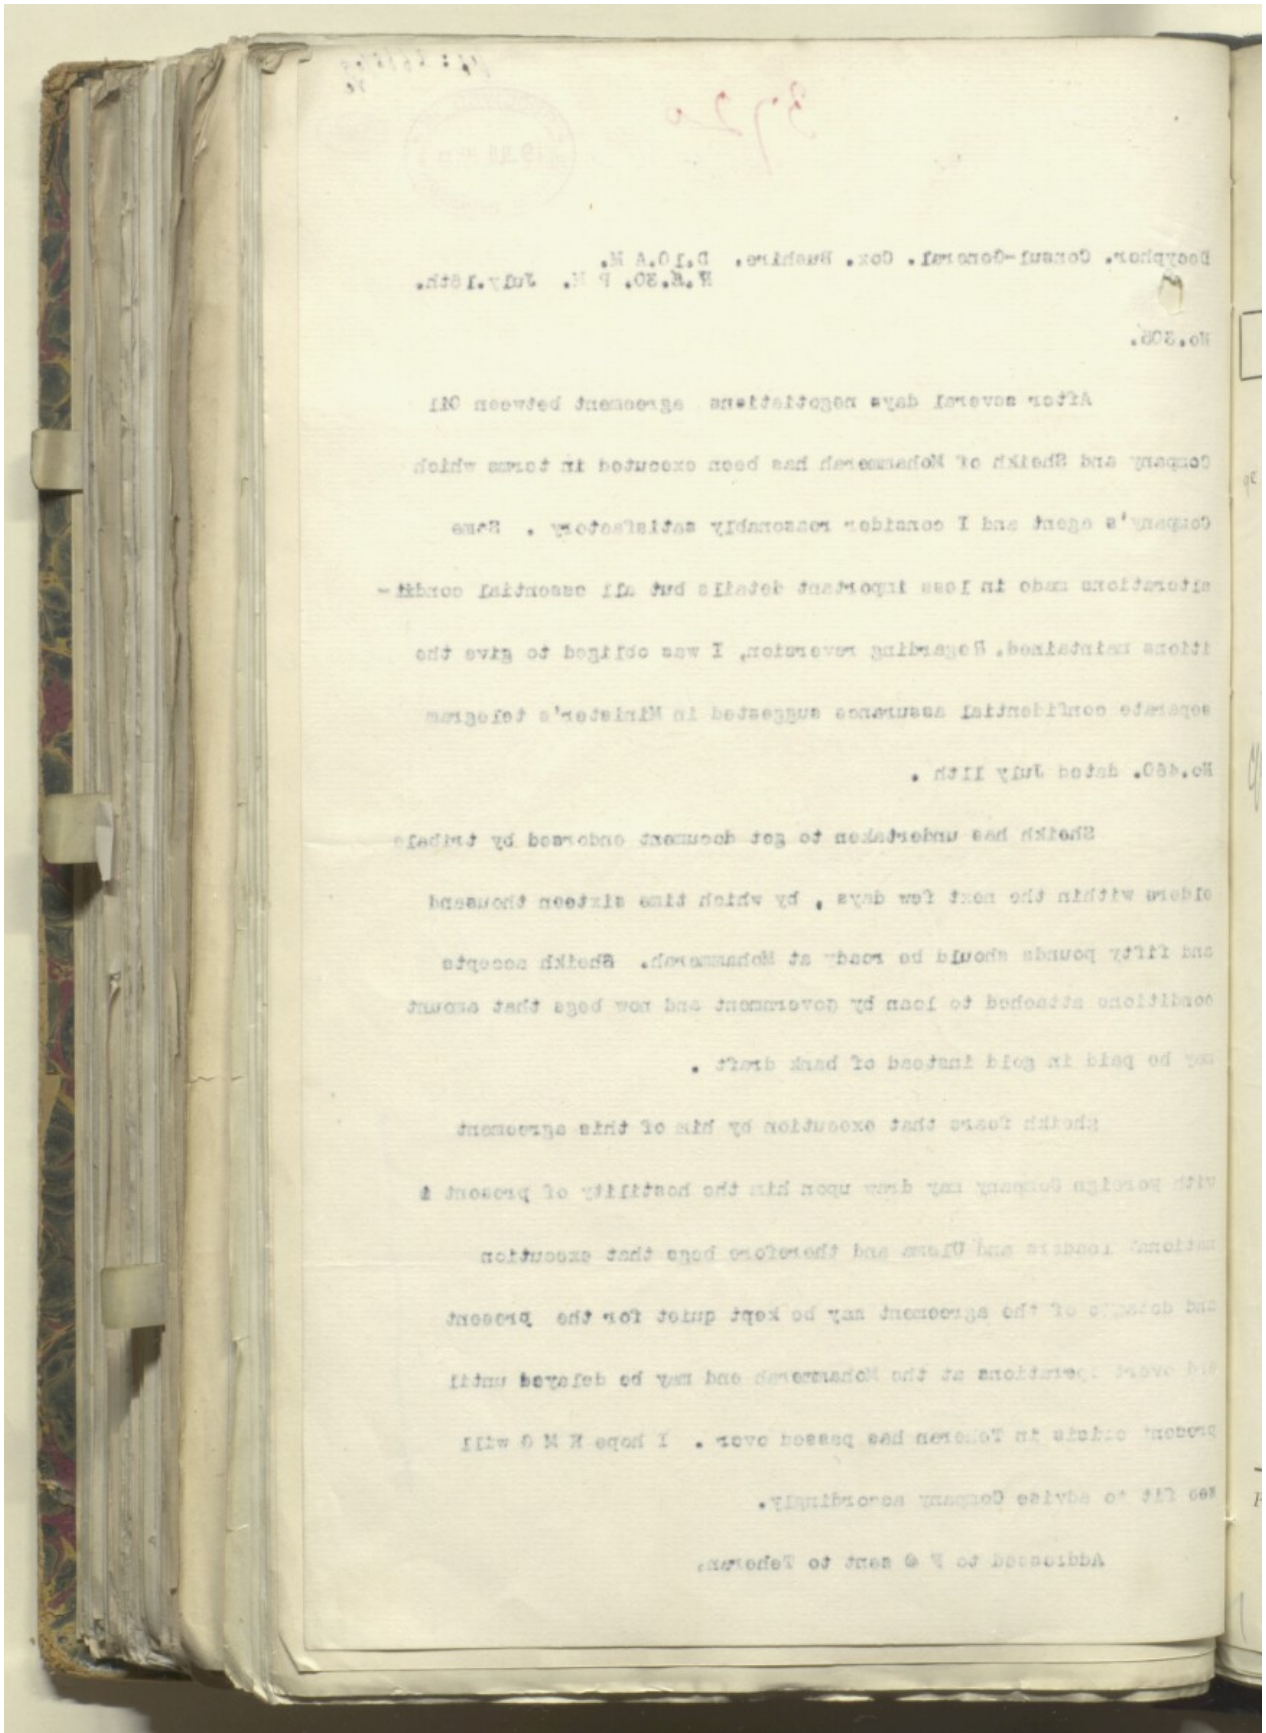 3720
Decypher. Consul-General. Cox. Bushire. D.10.A M.
R.8.30. P M. July.16th.
No.305.
After several days negotiations agreement between Oil
Company and Sheikh of Mohammerah has been executed in terms which
Company's agent and I consider reasonably satisfactory . Some
alterations made in less important details but all essential condi-
itions maintained. Regarding reversion, I was obliged to give the
separate confidential assurance suggested in Minister's telegram
No.460. dated July 11th .
Sheikh has undertaken to get document endorsed by tribale
elders within the next few days , by which time sixteen thousand
and fifty pounds should be ready at Mohammerah. Sheikh accepts
conditions attached to loan by government and now begs that amount
may be paid in gold instead of bank draft .
Sheikh fears that execution by him of this agreement
with foreign Company may draw upon him the hostility of present
national leaders and Ulema and therefore begs that execution
and details of the agreement may be kept quiet for the present
and overt operations at the Mohammerah end may be delayed until
present crisis in Teheran has passed over . I hope H M G will
see fit to advise Company accordingly.
Addressed to F O sent to Teheran.